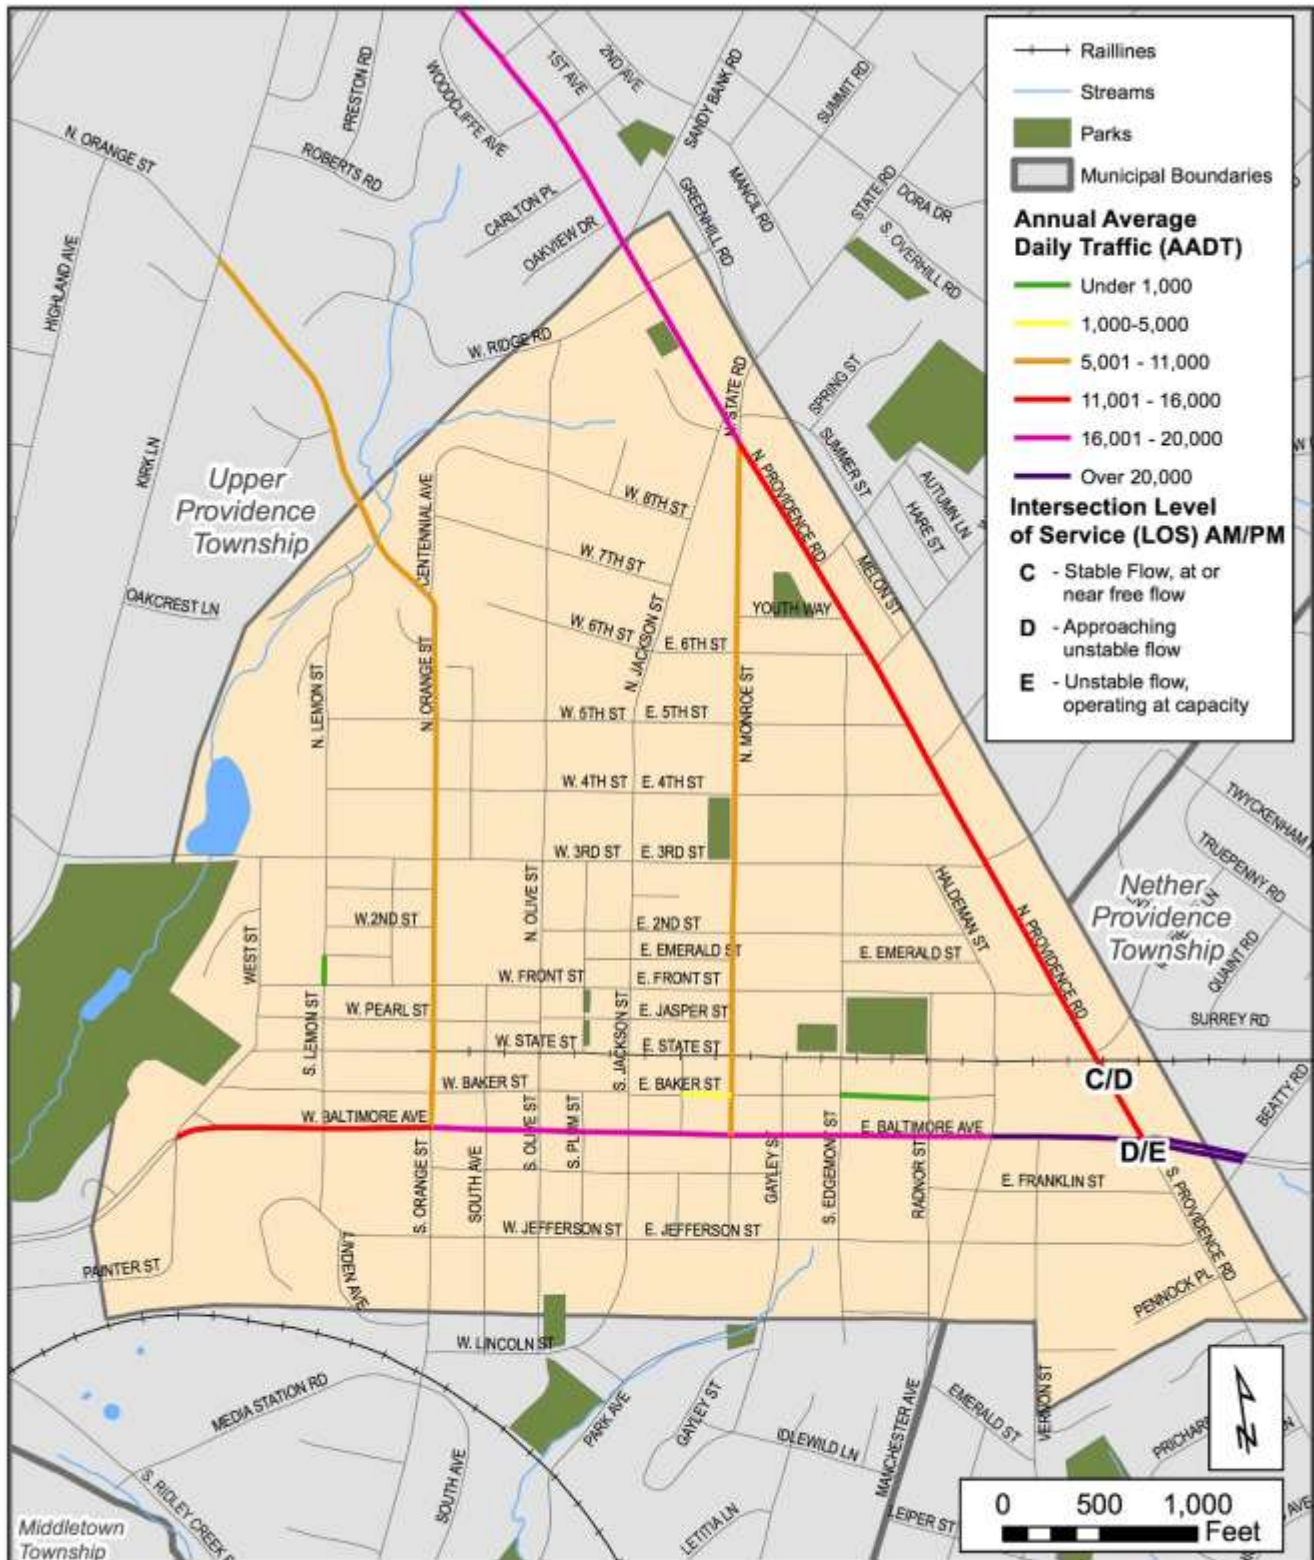 Raillines
Streams
Parks
Municipal Boundaries
Annual Average
Daily Traffic (AADT)
Under 1,000
1,000-5,000
5,001 - 11,000
11,001 - 16,000
16,001 - 20,000
Over 20,000
Intersection Level
of Service (LOS) AM/PM
C - Stable Flow, at or
near free flow
D - Approaching
unstable flow
E - Unstable flow,
operating at capacity
N. ORANGE ST
PRESTON RD
WOODCLIFFE AVE
1ST AVE
2ND AVE
SANDY BANK RD
SUMMIT RD
ROBERTS RD
CARLTON PL
OAKVIEW DR
GREENHILL RD
MANCIL RD
STATE RD
DORA DR
S. OVERHILL RD
HIGHLAND AVE
W. RIDGE RD
N. STATE RD
SPRING ST
SUMMER ST
AUTUMN LN
HARE ST
KIRK LN
Upper
Providence
Township
CENTENNIAL AVE
W. 8TH ST
N. PROVIDENCE RD
W. 7TH ST
MELON ST
OAKCREST LN
YOUTH WAY
W. 6TH ST
E. 6TH ST
N. JACKSON ST
N. LEMON ST
N. ORANGE ST
N. MONROE ST
W. 5TH ST
E. 5TH ST
W. 4TH ST
E. 4TH ST
W. 3RD ST
E. 3RD ST
TWYCKENHAM
TRUEPENNY RD
Nether
Providence
Township
QUAINT RD
SURREY RD
HALDEMAN ST
N. PROVIDENCE RD
N. OLIVE ST
W.2ND ST
E. 2ND ST
WEST ST
E. EMERALD ST
E. EMERALD ST
W. FRONT ST
E. FRONT ST
W. PEARL ST
E. JASPER ST
S. LEMON ST
W. STATE ST
E. STATE ST
S. JACKSON ST
W. BAKER ST
E. BAKER ST
C/D
BEATTY RD
W. BALTIMORE AVE
E. BALTIMORE AVE
D/E
S. OLIVE ST
S. PLUM ST
S. ORANGE ST
SOUTH AVE
GAYLEY ST
S. EDGEMONT ST
RADNOR ST
E. FRANKLIN ST
S. PROVIDENCE RD
W. JEFFERSON ST
E. JEFFERSON ST
PAINTER ST
LINDEN AVE
PENNOCK PL
W. LINCOLN ST
MEDIA STATION RD
PARK AVE
GAYLEY ST
IDLEWILD LN
MANCHESTER AVE
EMERALD ST
VERNON ST
PRICHAR
S. RIDLEY CREEK
SOUTH AVE
LETITIA LN
LEIPER ST
Middletown
Township
N
0 500 1,000
Feet